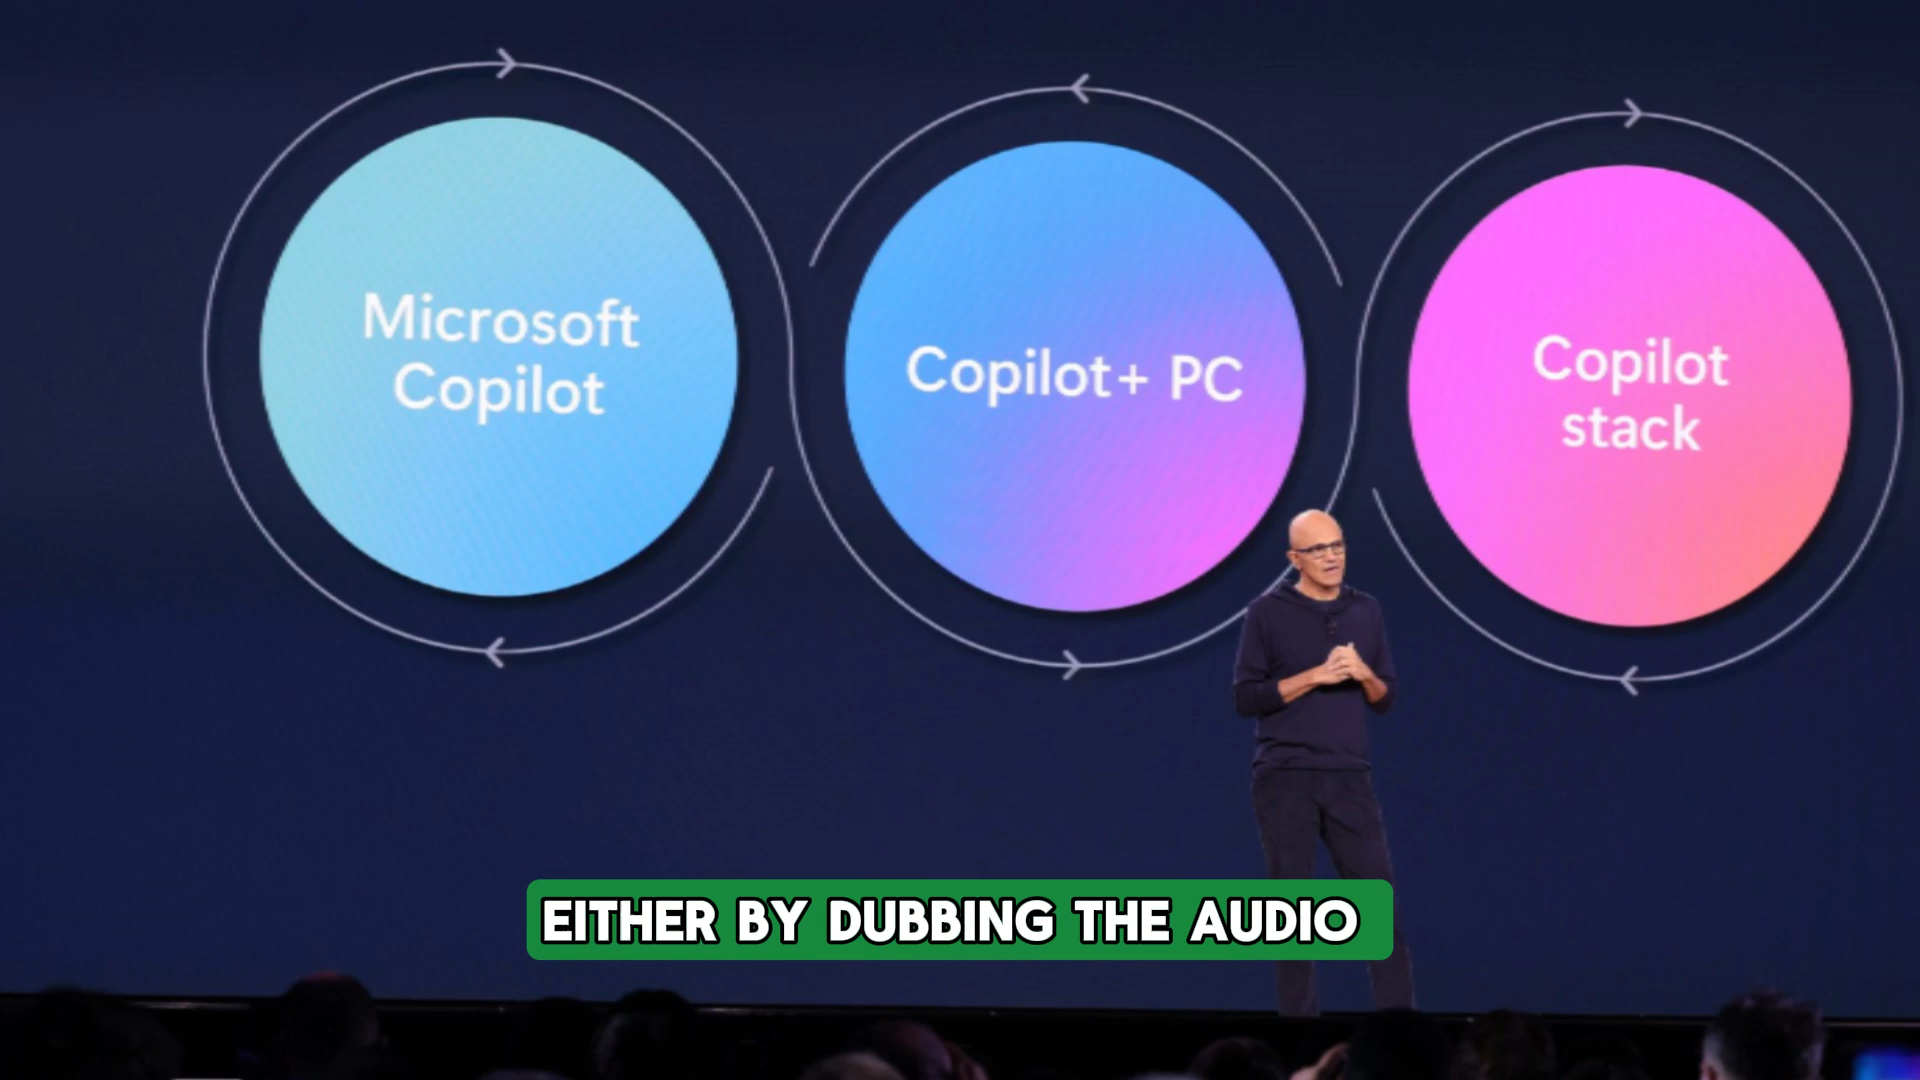 Microsoft
Copilot
Copilot+ PC
Copilot
stack
EITHER BY DUBBING THE AUDIO